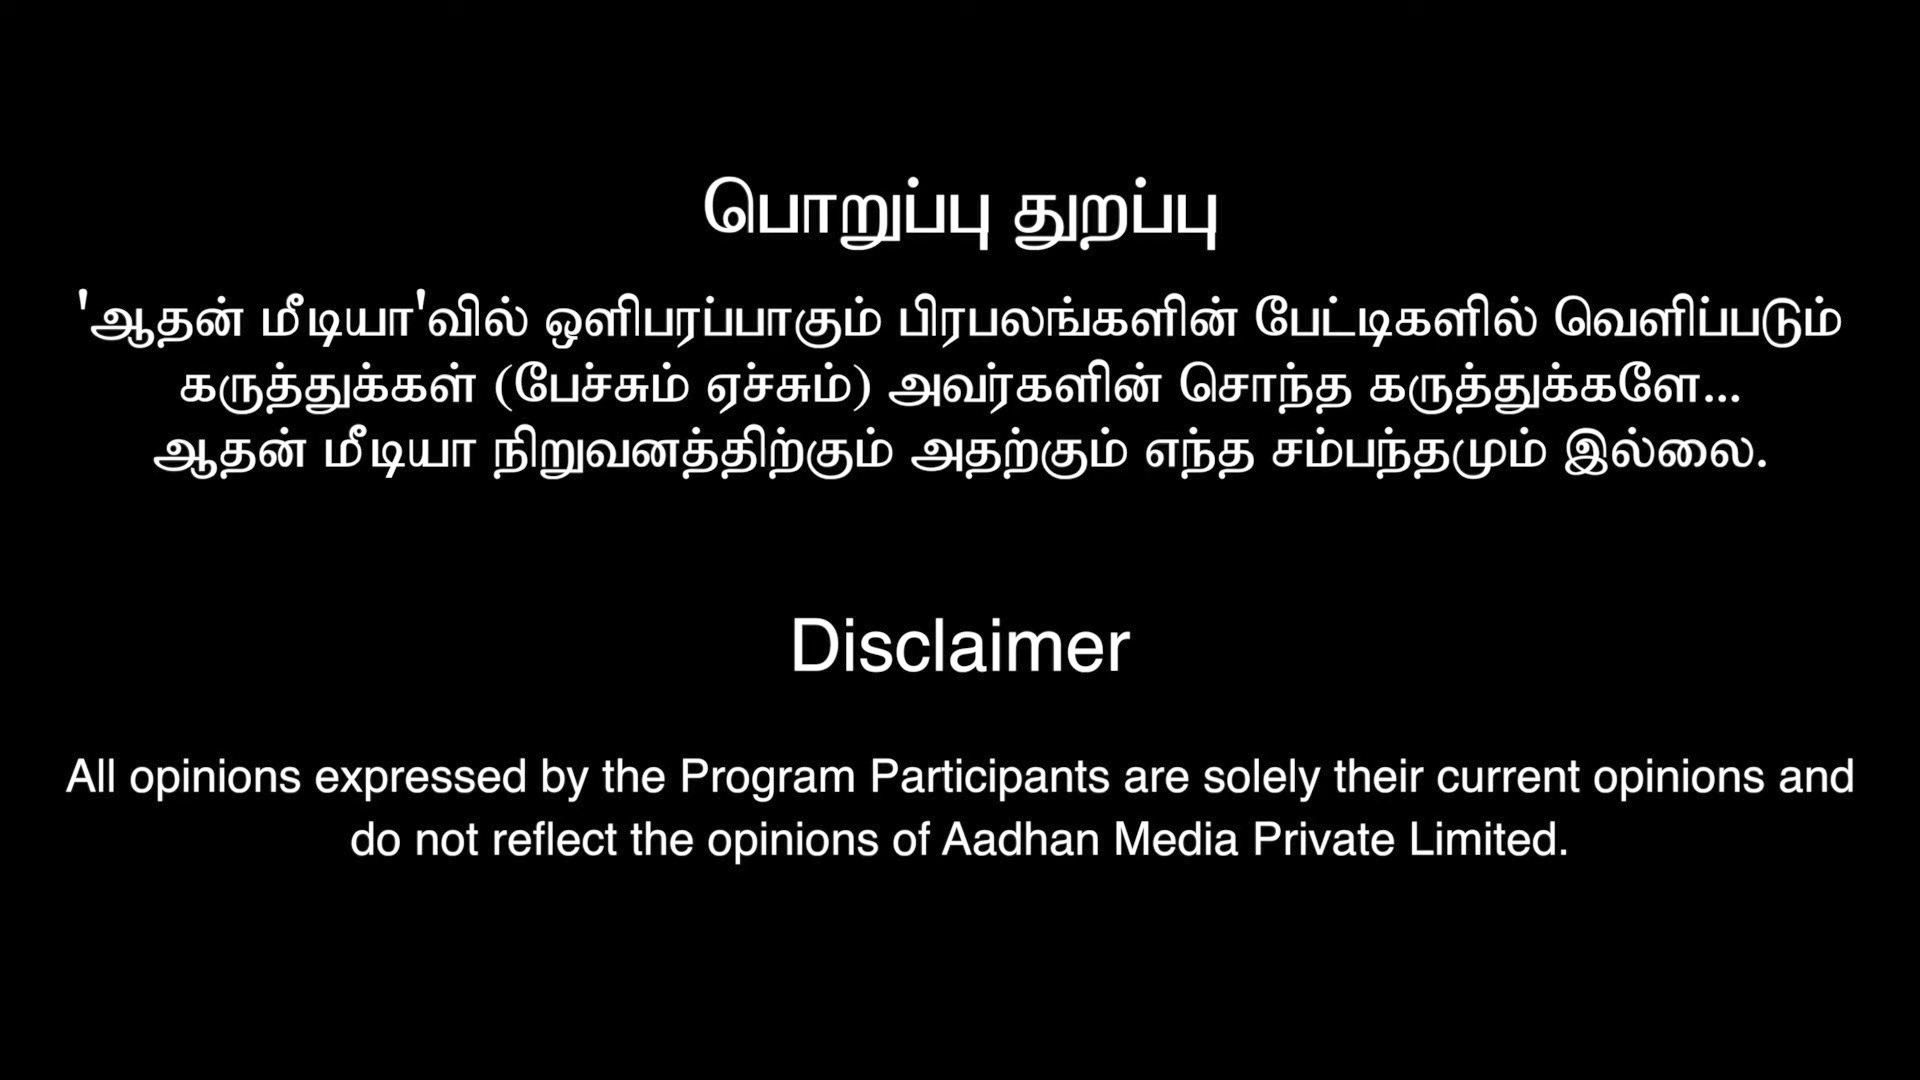 பொறுப்பு துறப்பு
'ஆதன் மீடியா'வில் ஒளிபரப்பாகும் பிரபலங்களின் பேட்டிகளில் வெளிப்படும்
கருத்துக்கள் (பேச்சும் ஏச்சும்) அவர்களின் சொந்த கருத்துக்களே...
ஆதன் மீடியா நிறுவனத்திற்கும் அதற்கும் எந்த சம்பந்தமும் இல்லை.
Disclaimer
All opinions expressed by the Program Participants are solely their current opinions and
do not reflect the opinions of Aadhan Media Private Limited.